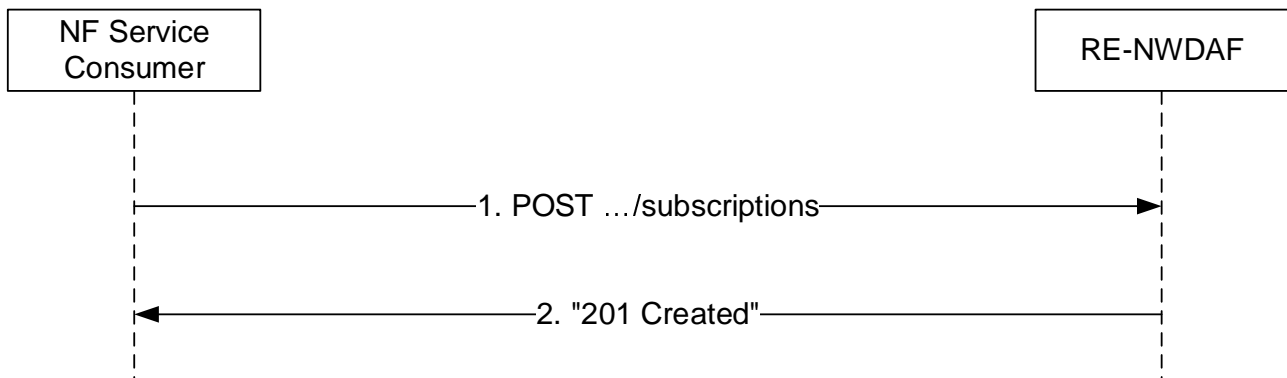 NF Service
Consumer
RE-NWDAF
1. POST …/subscriptions
2. "201 Created"